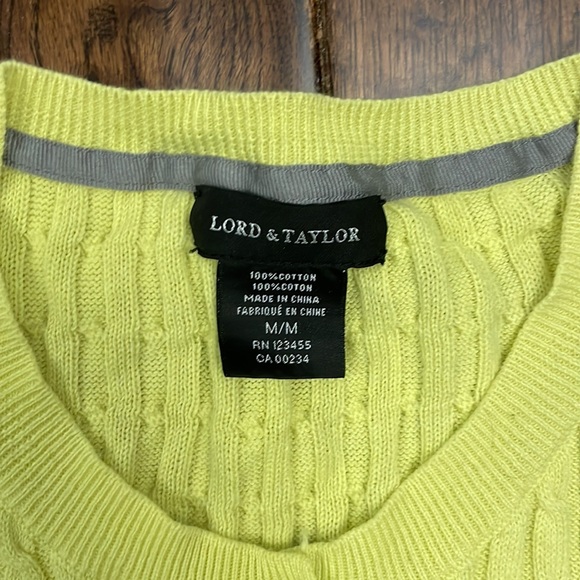 LORD & TAYLOR
100%COTTON
100%COTON
MADE IN CHINA
FABRIQUÉ EN CHINE
M/M
RN 123455
CA 00234